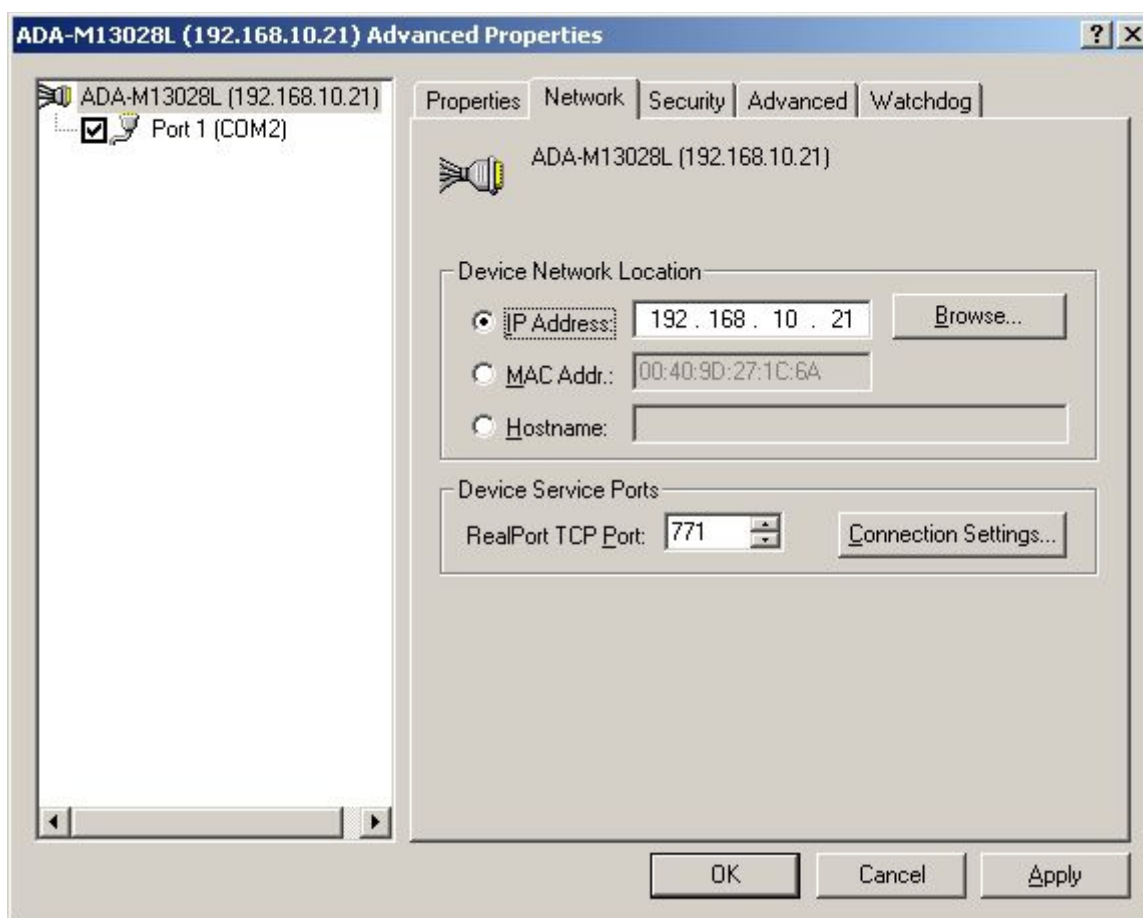 ADA-M13028L (192.168.10.21) Advanced Properties
ADA-M13028L (192.168.10.21)
Port 1 (COM2)
Properties Network Security Advanced Watchdog
ADA-M13028L (192.168.10.21)
Device Network Location
IP Address: 192 . 168 . 10 . 21 Browse...
MAC Addr.: 00:40:9D:27:1C:6A
Hostname:
Device Service Ports
RealPort TCP Port: 771 Connection Settings...
OK Cancel Apply